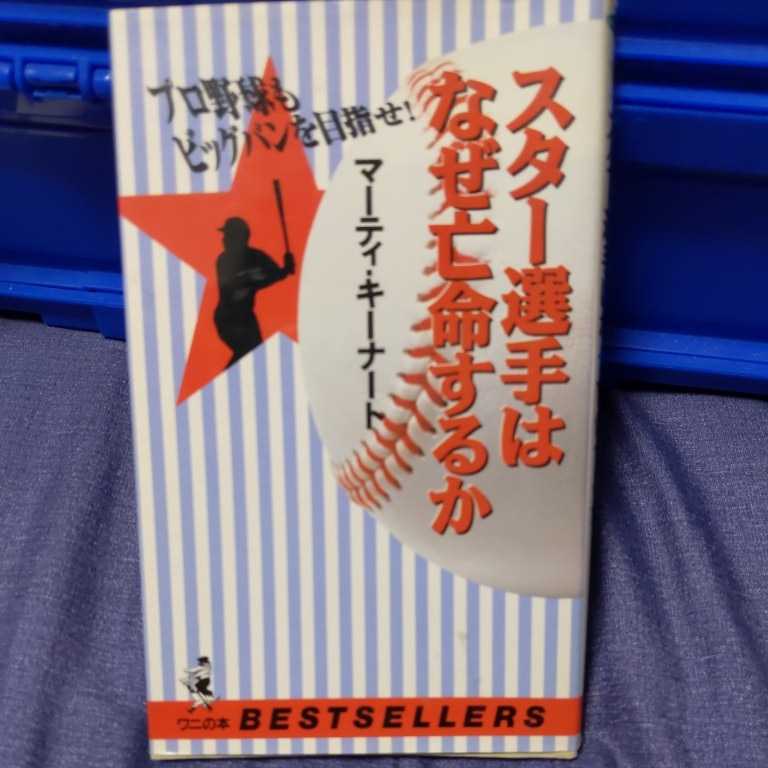 スター選手は
なぜ亡命するか
プロ野球も
ビッグバンを目指せ!
マーティ・キーナート
ワニの本 BESTSELLERS